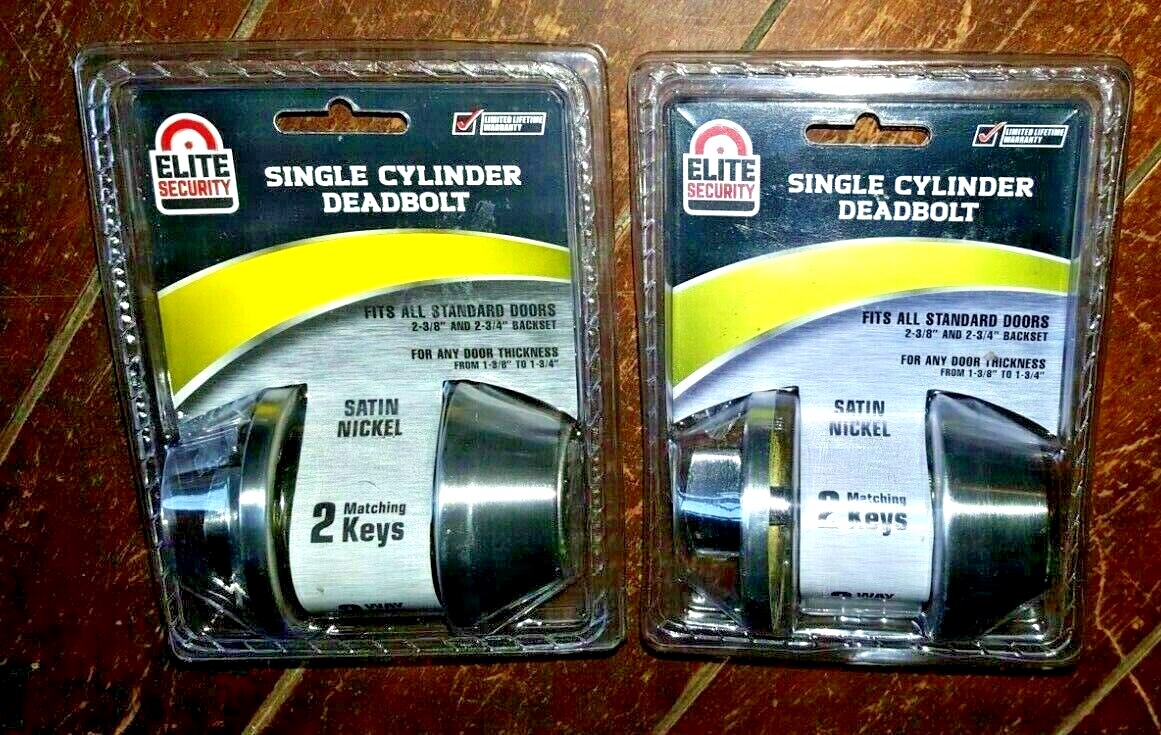 ELITE
SECURITY
LIMITED LIFETIME
WARRANTY
SINGLE CYLINDER
DEADBOLT
FITS ALL STANDARD DOORS
2-3/8" AND 2-3/4" BACKSET
FOR ANY DOOR THICKNESS
FROM 1-3/8" TO 1-3/4"
SATIN
NICKEL
2 Matching
Keys
WAY
ELITE
SECURITY
LIMITED LIFETIME
WARRANTY
SINGLE CYLINDER
DEADBOLT
FITS ALL STANDARD DOORS
2-3/8" AND 2-3/4" BACKSET
FOR ANY DOOR THICKNESS
FROM 1-3/8" TO 1-3/4"
SATIN
NICKEL
2 Matching
Keys
WAY